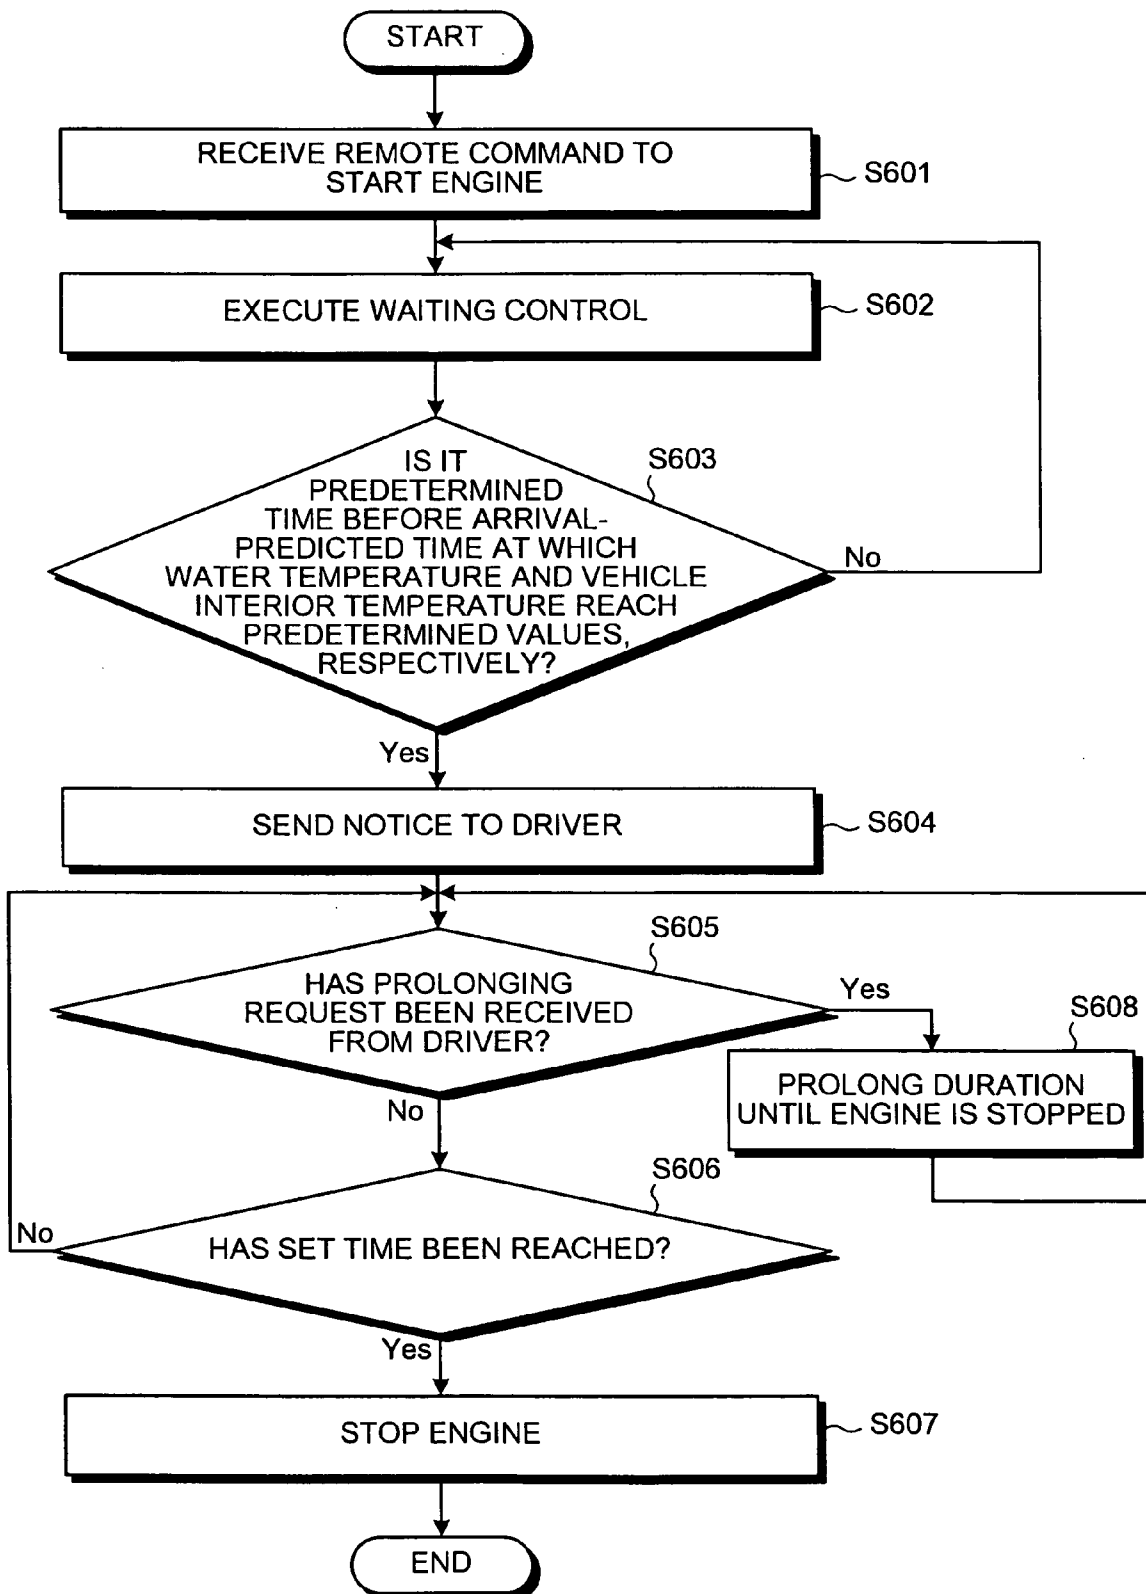 START
RECEIVE REMOTE COMMAND TO
START ENGINE
S601
EXECUTE WAITING CONTROL
S602
S603
IS IT
PREDETERMINED
TIME BEFORE ARRIVAL-
PREDICTED TIME AT WHICH
WATER TEMPERATURE AND VEHICLE
INTERIOR TEMPERATURE REACH
PREDETERMINED VALUES,
RESPECTIVELY?
No
Yes
SEND NOTICE TO DRIVER
S604
S605
HAS PROLONGING
REQUEST BEEN RECEIVED
FROM DRIVER?
Yes
S608
PROLONG DURATION
UNTIL ENGINE IS STOPPED
No
S606
HAS SET TIME BEEN REACHED?
No
Yes
STOP ENGINE
S607
END